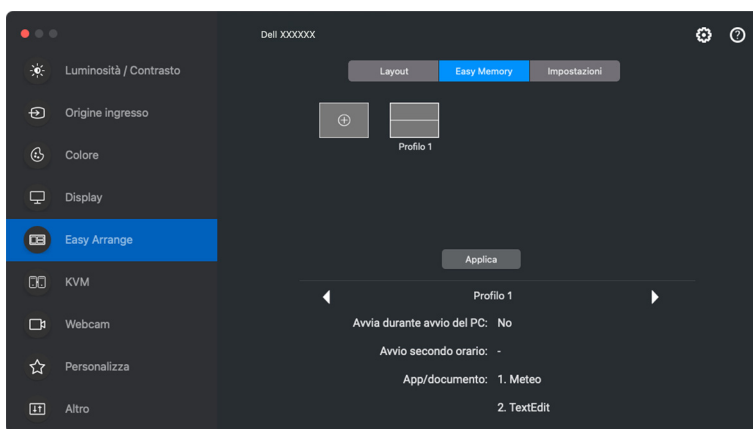 Dell XXXXXX
Luminosità / Contrasto
Origine ingresso
Colore
Display
Easy Arrange
KVM
Webcam
Personalizza
Altro
Layout
Easy Memory
Impostazioni
Profilo 1
Applica
Profilo 1
Avvia durante avvio del PC: No
Avvio secondo orario: -
App/documento: 1. Meteo
2. TextEdit